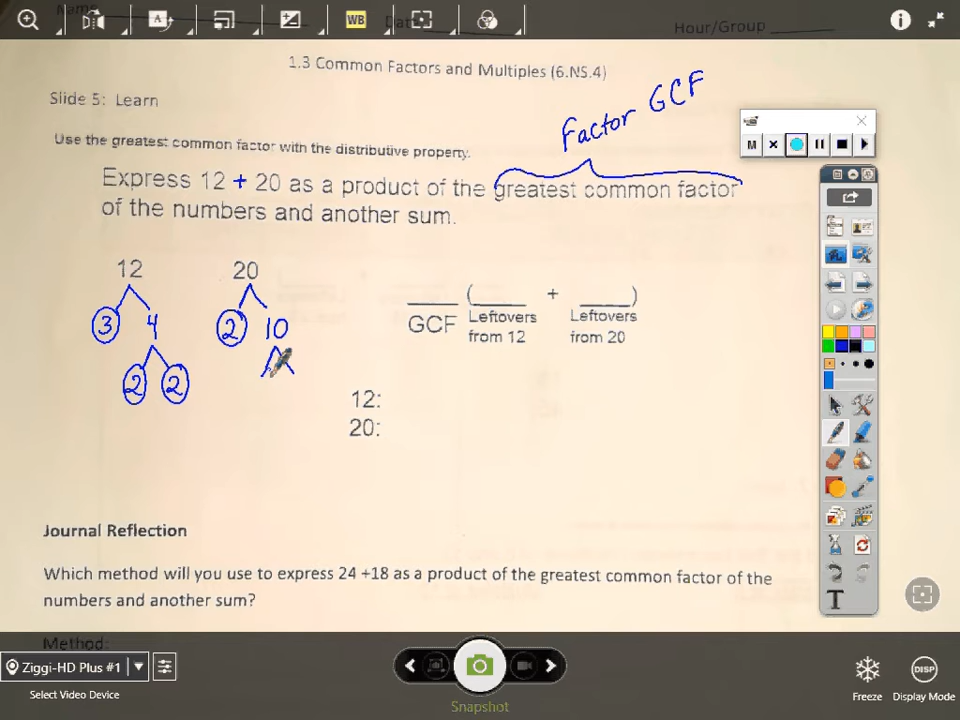 Name
WB
Da
Hour/Group
1.3 Common Factors and Multiples (6.NS.4)
Slide 5: Learn
Factor GCF
Use the greatest common factor with the distributive property.
Express 12 + 20 as a product of the greatest common factor
of the numbers and another sum.
M
12 20
3 4 2 10
2 2
( + )
GCF Leftovers from 12 Leftovers from 20
12:
20:
T
Journal Reflection
Which method will you use to express 24 +18 as a product of the greatest common factor of the
numbers and another sum?
Method:
Ziggi-HD Plus #1
Select Video Device
Snapshot
Freeze
DISP
Display Mode